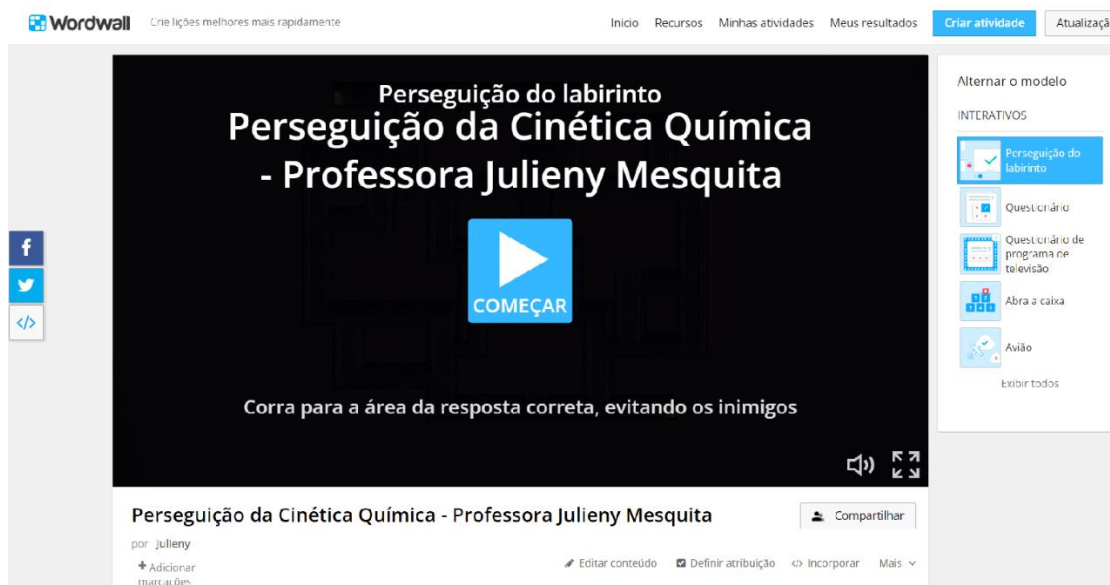 Wordwall
Crie lições melhores mais rapidamente
Inicio
Recursos
Minhas atividades
Meus resultados
Criar atividade
Atualizaçã
Perseguição do labirinto
Perseguição da Cinética Química
- Professora Julieny Mesquita
COMEÇAR
Corra para a área da resposta correta, evitando os inimigos
Alternar o modelo
INTERATIVOS
Perseguição do
labirinto
Questionário
Questionário de
programa de
televisão
Abra a caixa
Avião
Exibir todos
Perseguição da Cinética Química - Professora Julieny Mesquita
Compartilhar
por Julieny
+ Adicionar
marcações
Editar conteúdo
Definir atribuição
Incorporar
Mais